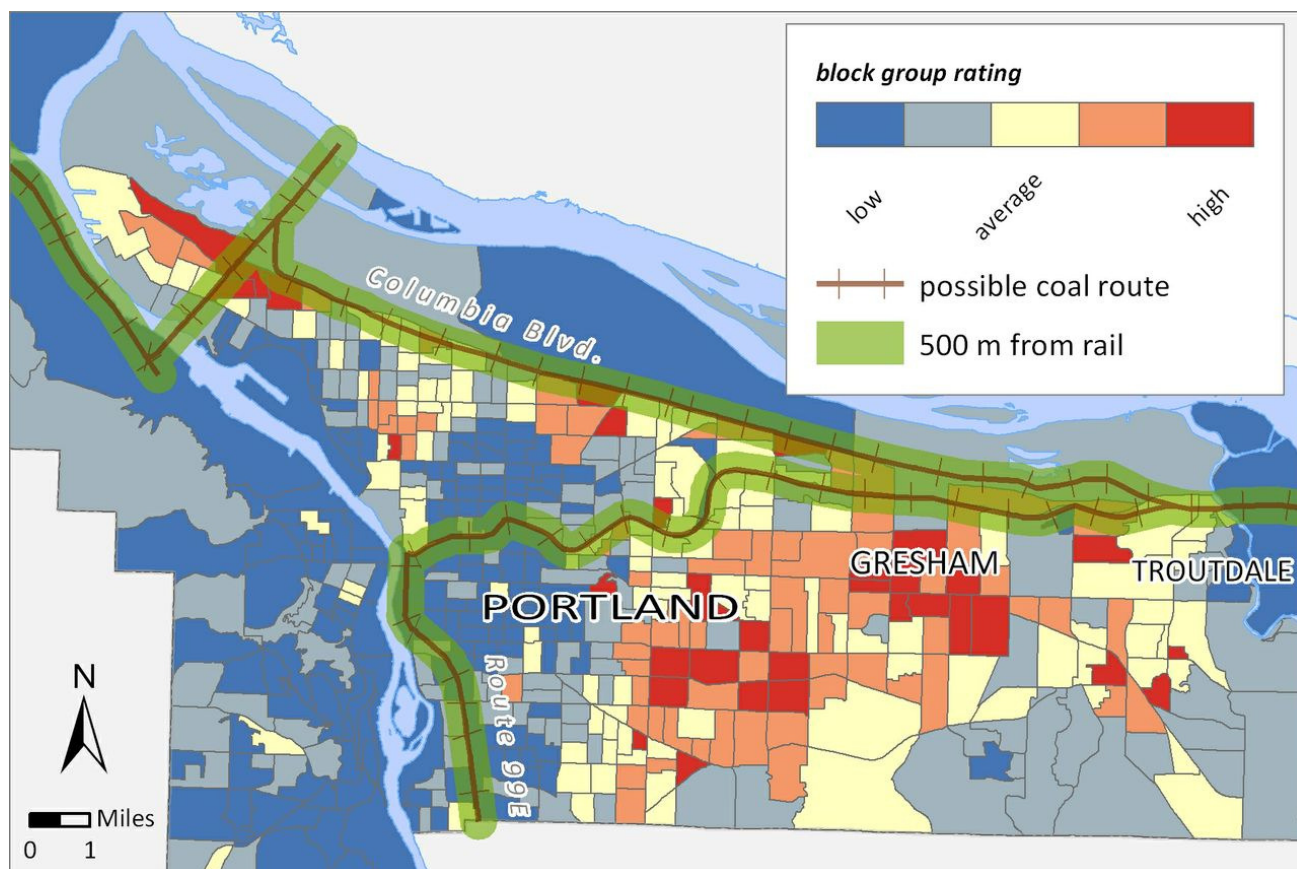 block group rating
low
average
high
possible coal route
500 m from rail
Columbia Blvd.
GRESHAM
TROUTDALE
PORTLAND
Route 99E
N
Miles
0 1